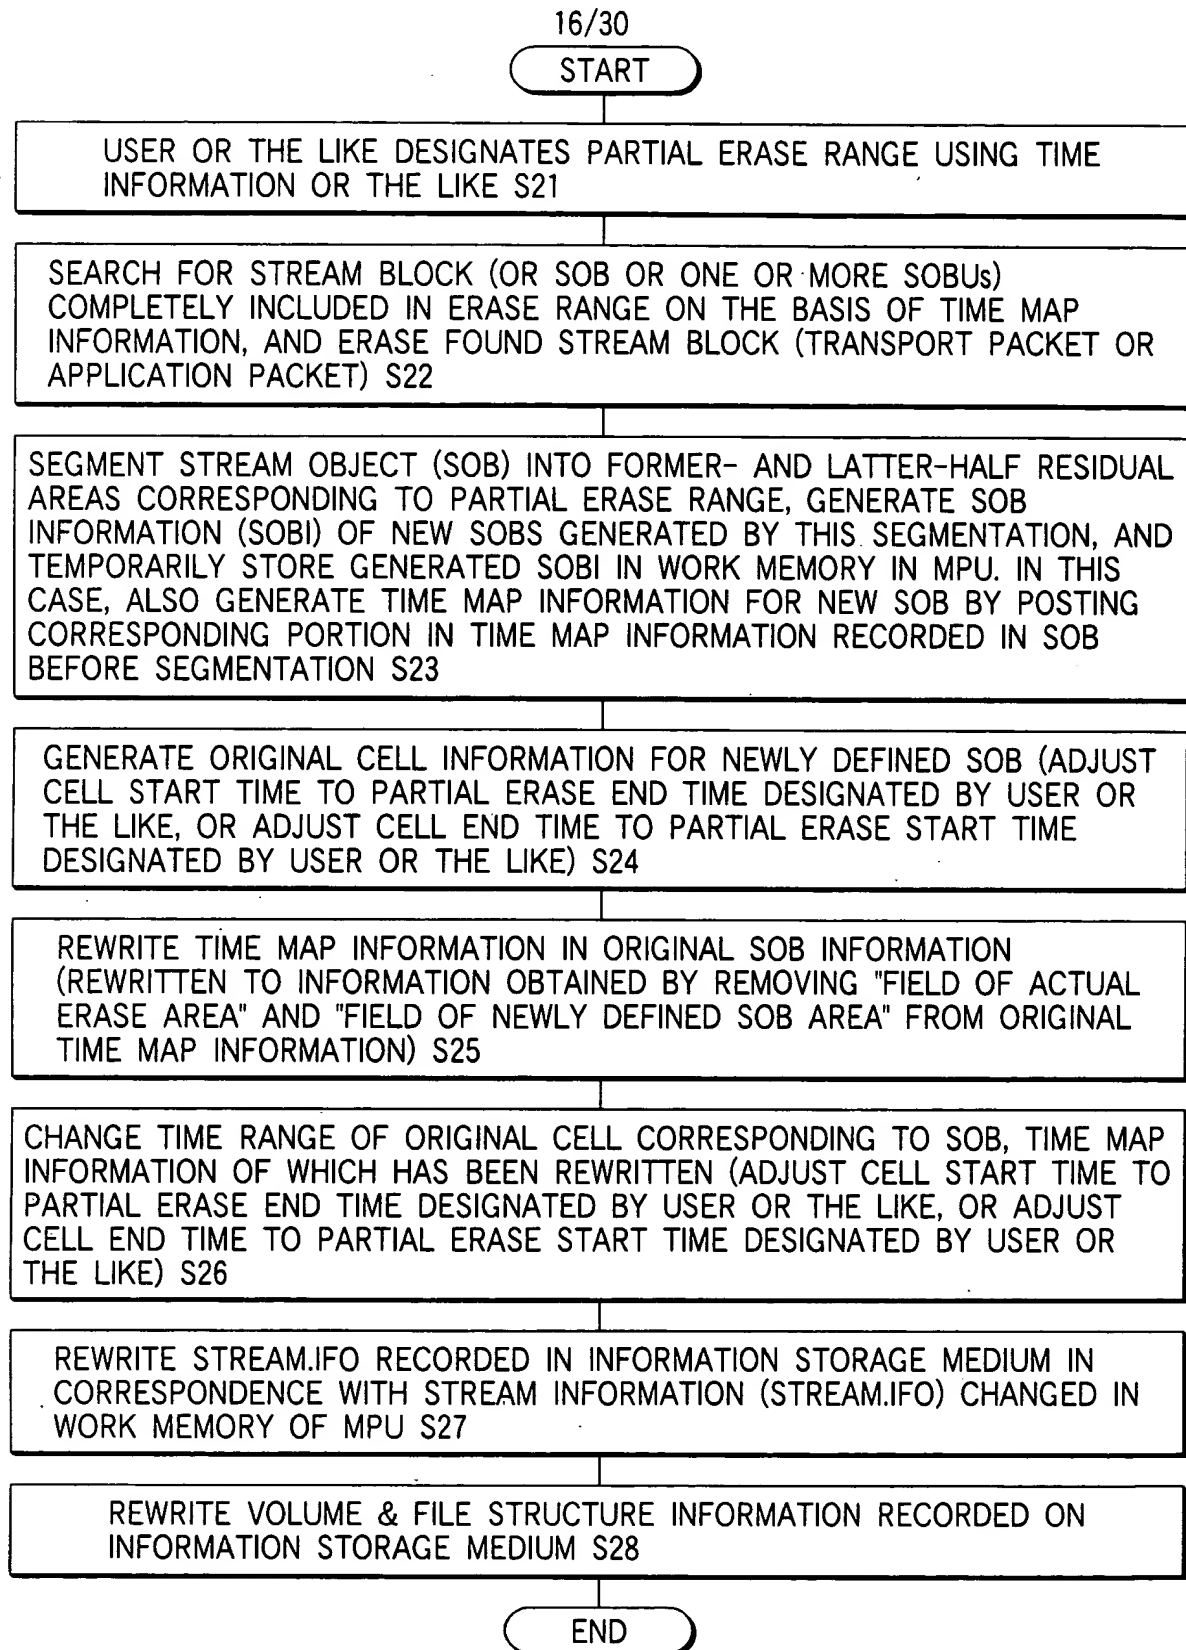 16/30
START
USER OR THE LIKE DESIGNATES PARTIAL ERASE RANGE USING TIME
INFORMATION OR THE LIKE S21
SEARCH FOR STREAM BLOCK (OR SOB OR ONE OR MORE SOBUs)
COMPLETELY INCLUDED IN ERASE RANGE ON THE BASIS OF TIME MAP
INFORMATION, AND ERASE FOUND STREAM BLOCK (TRANSPORT PACKET OR
APPLICATION PACKET) S22
SEGMENT STREAM OBJECT (SOB) INTO FORMER- AND LATTER-HALF RESIDUAL
AREAS CORRESPONDING TO PARTIAL ERASE RANGE, GENERATE SOB
INFORMATION (SOBI) OF NEW SOBS GENERATED BY THIS SEGMENTATION, AND
TEMPORARILY STORE GENERATED SOBI IN WORK MEMORY IN MPU. IN THIS
CASE, ALSO GENERATE TIME MAP INFORMATION FOR NEW SOB BY POSTING
CORRESPONDING PORTION IN TIME MAP INFORMATION RECORDED IN SOB
BEFORE SEGMENTATION S23
GENERATE ORIGINAL CELL INFORMATION FOR NEWLY DEFINED SOB (ADJUST
CELL START TIME TO PARTIAL ERASE END TIME DESIGNATED BY USER OR
THE LIKE, OR ADJUST CELL END TIME TO PARTIAL ERASE START TIME
DESIGNATED BY USER OR THE LIKE) S24
REWRITE TIME MAP INFORMATION IN ORIGINAL SOB INFORMATION
(REWRITTEN TO INFORMATION OBTAINED BY REMOVING "FIELD OF ACTUAL
ERASE AREA" AND "FIELD OF NEWLY DEFINED SOB AREA" FROM ORIGINAL
TIME MAP INFORMATION) S25
CHANGE TIME RANGE OF ORIGINAL CELL CORRESPONDING TO SOB, TIME MAP
INFORMATION OF WHICH HAS BEEN REWRITTEN (ADJUST CELL START TIME TO
PARTIAL ERASE END TIME DESIGNATED BY USER OR THE LIKE, OR ADJUST
CELL END TIME TO PARTIAL ERASE START TIME DESIGNATED BY USER OR
THE LIKE) S26
REWRITE STREAM.IFO RECORDED IN INFORMATION STORAGE MEDIUM IN
CORRESPONDENCE WITH STREAM INFORMATION (STREAM.IFO) CHANGED IN
WORK MEMORY OF MPU S27
REWRITE VOLUME & FILE STRUCTURE INFORMATION RECORDED ON
INFORMATION STORAGE MEDIUM S28
END